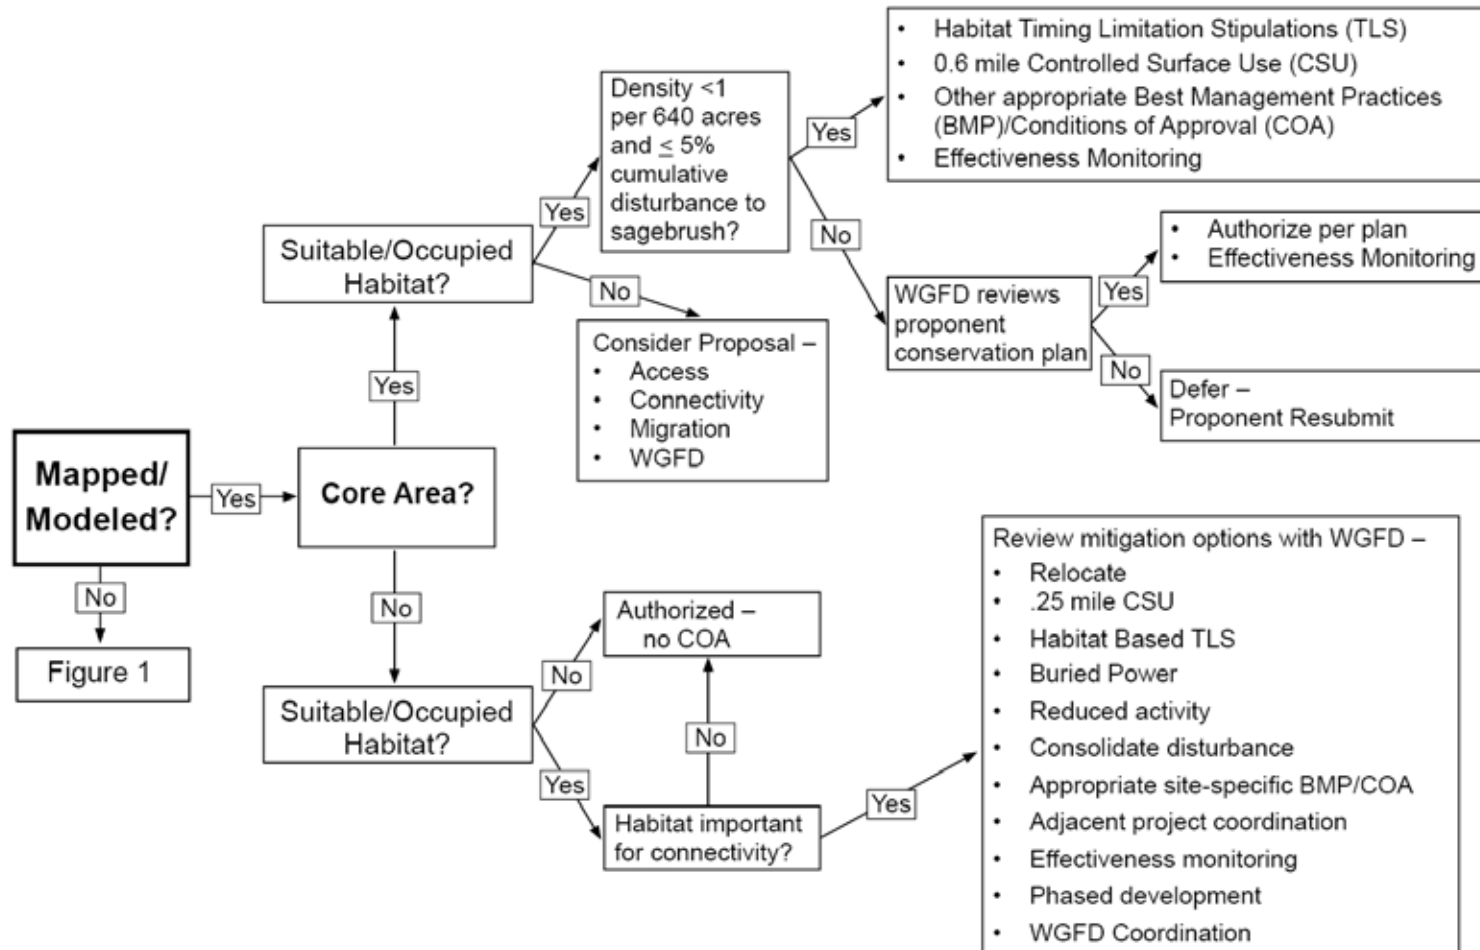 Mapped/
Modeled?
No
Figure 1
Yes
Core Area?
Yes
Suitable/Occupied
Habitat?
Yes
Density <1
per 640 acres
and ≤ 5%
cumulative
disturbance to
sagebrush?
Yes
• Habitat Timing Limitation Stipulations (TLS)
• 0.6 mile Controlled Surface Use (CSU)
• Other appropriate Best Management Practices
(BMP)/Conditions of Approval (COA)
• Effectiveness Monitoring
No
WGFD reviews
proponent
conservation plan
Yes
• Authorize per plan
• Effectiveness Monitoring
No
Defer –
Proponent Resubmit
No
Consider Proposal –
• Access
• Connectivity
• Migration
• WGFD
No
Suitable/Occupied
Habitat?
No
Authorized –
no COA
Yes
Habitat important
for connectivity?
No
Yes
Review mitigation options with WGFD –
• Relocate
• .25 mile CSU
• Habitat Based TLS
• Buried Power
• Reduced activity
• Consolidate disturbance
• Appropriate site-specific BMP/COA
• Adjacent project coordination
• Effectiveness monitoring
• Phased development
• WGFD Coordination